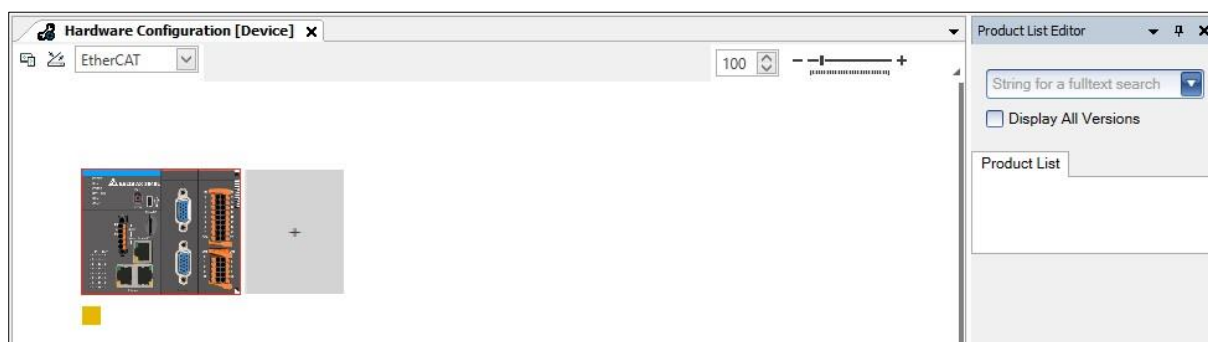 Hardware Configuration [Device]
Product List Editor
EtherCAT
100
String for a fulltext search
Display All Versions
Product List